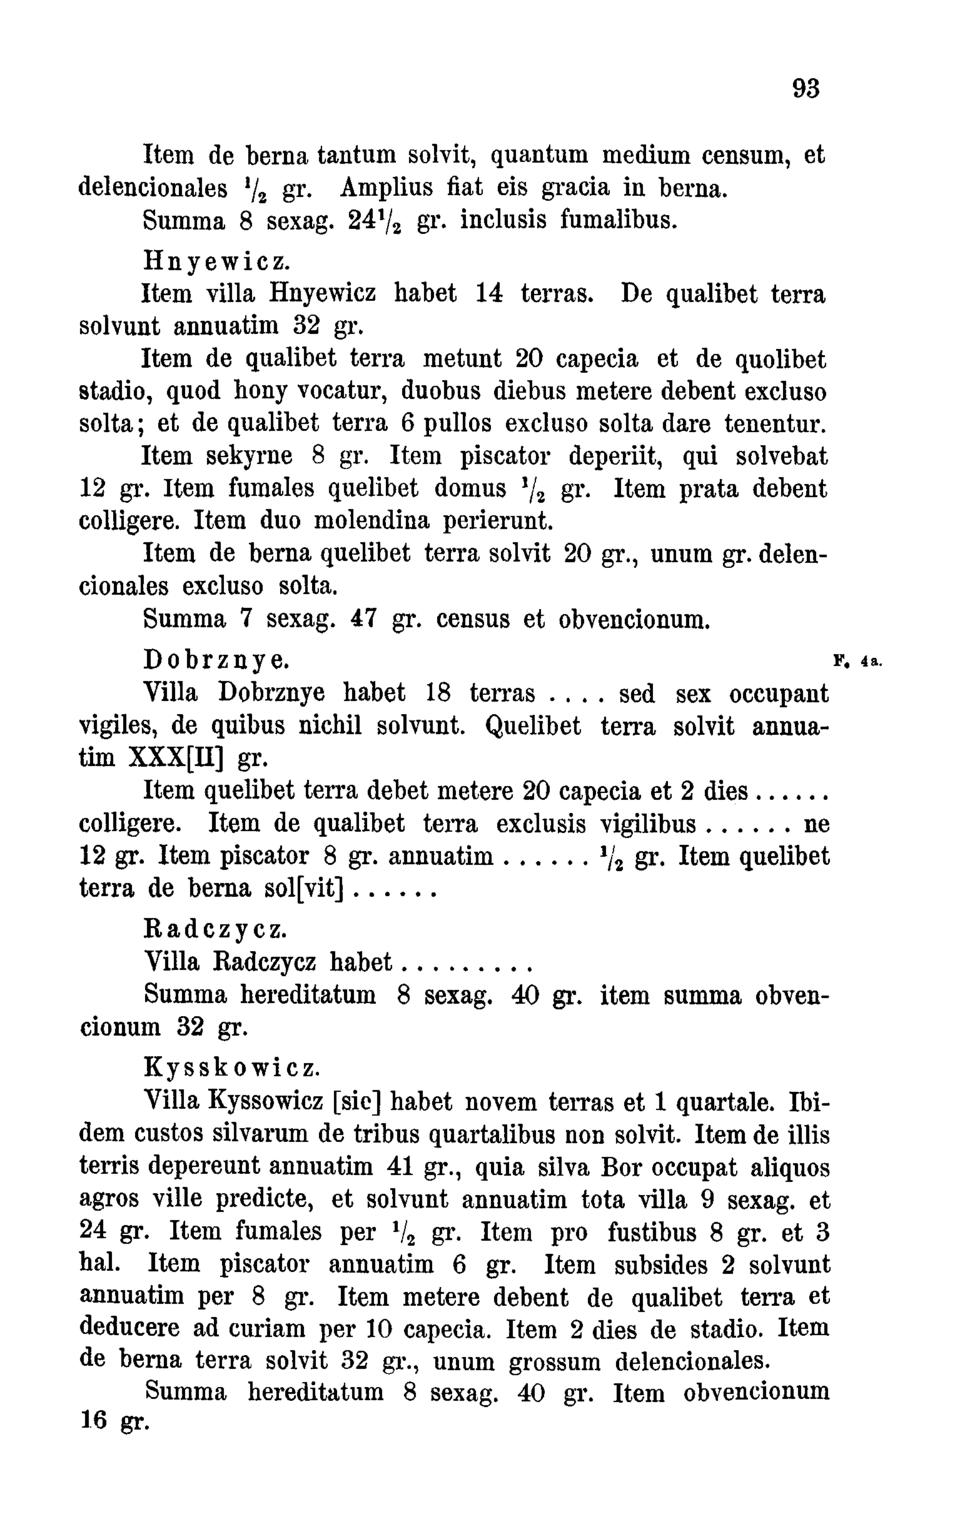 93
Item de berna tantum solvit, quantum medium censum, et
delencionales ¹/₂ gr. Amplius fiat eis gracia in berna.
Summa 8 sexag. 24¹/₂ gr. inclusis fumalibus.
Hnyewicz.
Item villa Hnyewicz habet 14 terras. De qualibet terra
solvunt annuatim 32 gr.
Item de qualibet terra metunt 20 capecia et de quolibet
stadio, quod hony vocatur, duobus diebus metere debent excluso
solta; et de qualibet terra 6 pullos excluso solta dare tenentur.
Item sekyrne 8 gr. Item piscator deperiit, qui solvebat
12 gr. Item fumales quelibet domus ¹/₂ gr. Item prata debent
colligere. Item duo molendina perierunt.
Item de berna quelibet terra solvit 20 gr., unum gr. delen-
cionales excluso solta.
Summa 7 sexag. 47 gr. census et obvencionum.
Dobrznye. F. 4a.
Villa Dobrznye habet 18 terras . . . . sed sex occupant
vigiles, de quibus nichil solvunt. Quelibet terra solvit annua-
tim XXX[II] gr.
Item quelibet terra debet metere 20 capecia et 2 dies . . . . . .
colligere. Item de qualibet terra exclusis vigilibus . . . . . . ne
12 gr. Item piscator 8 gr. annuatim . . . . . . ¹/₂ gr. Item quelibet
terra de berna sol[vit] . . . . . .
Radczycz.
Villa Radczycz habet . . . . . . . . .
Summa hereditatum 8 sexag. 40 gr. item summa obven-
cionum 32 gr.
Kysskowicz.
Villa Kyssowicz [sic] habet novem terras et 1 quartale. Ibi-
dem custos silvarum de tribus quartalibus non solvit. Item de illis
terris depereunt annuatim 41 gr., quia silva Bor occupat aliquos
agros ville predicte, et solvunt annuatim tota villa 9 sexag. et
24 gr. Item fumales per ¹/₂ gr. Item pro fustibus 8 gr. et 3
hal. Item piscator annuatim 6 gr. Item subsides 2 solvunt
annuatim per 8 gr. Item metere debent de qualibet terra et
deducere ad curiam per 10 capecia. Item 2 dies de stadio. Item
de berna terra solvit 32 gr., unum grossum delencionales.
Summa hereditatum 8 sexag. 40 gr. Item obvencionum
16 gr.